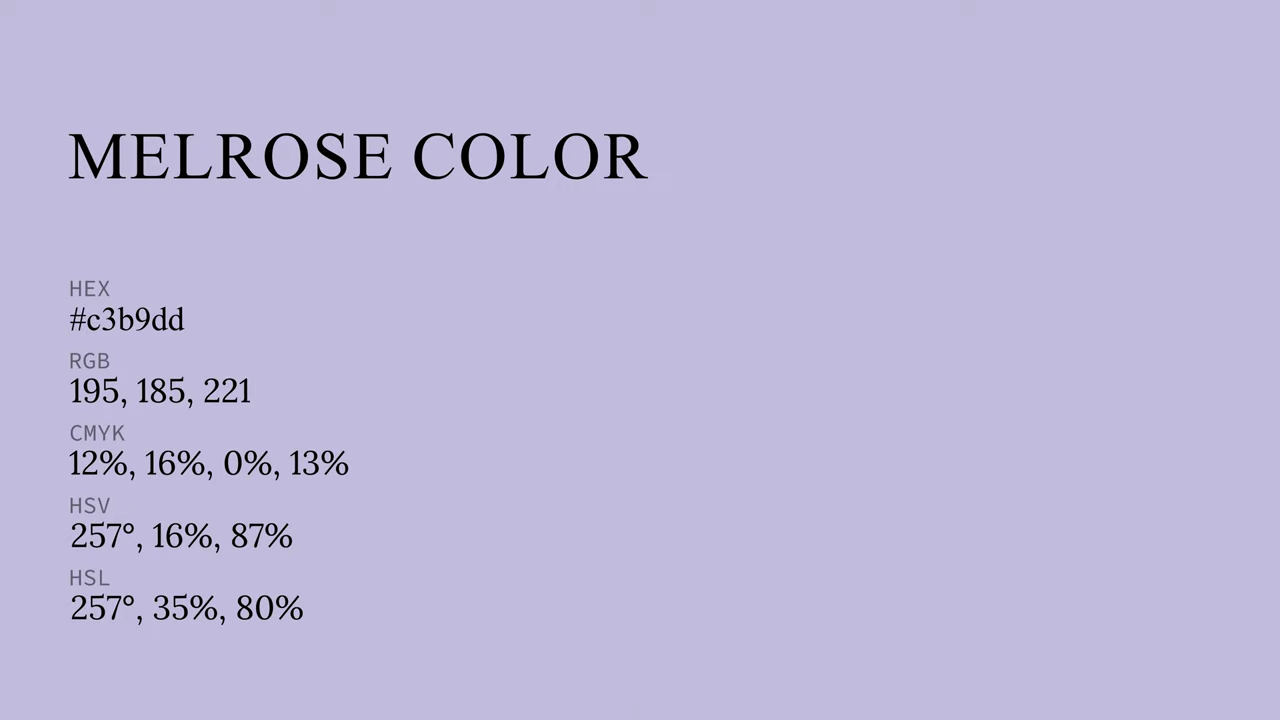 MELROSE COLOR
HEX
#c3b9dd
RGB
195, 185, 221
CMYK
12%, 16%, 0%, 13%
HSV
257°, 16%, 87%
HSL
257°, 35%, 80%